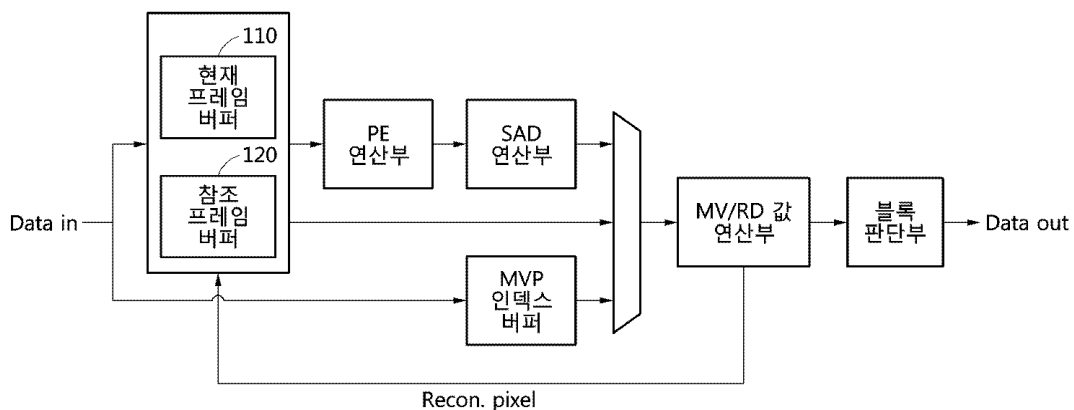 110
현재
프레임
버퍼
120
참조
프레임
버퍼
PE
연산부
SAD
연산부
Data in
MVP
인덱스
버퍼
MV/RD 값
연산부
블록
판단부
Data out
Recon. pixel